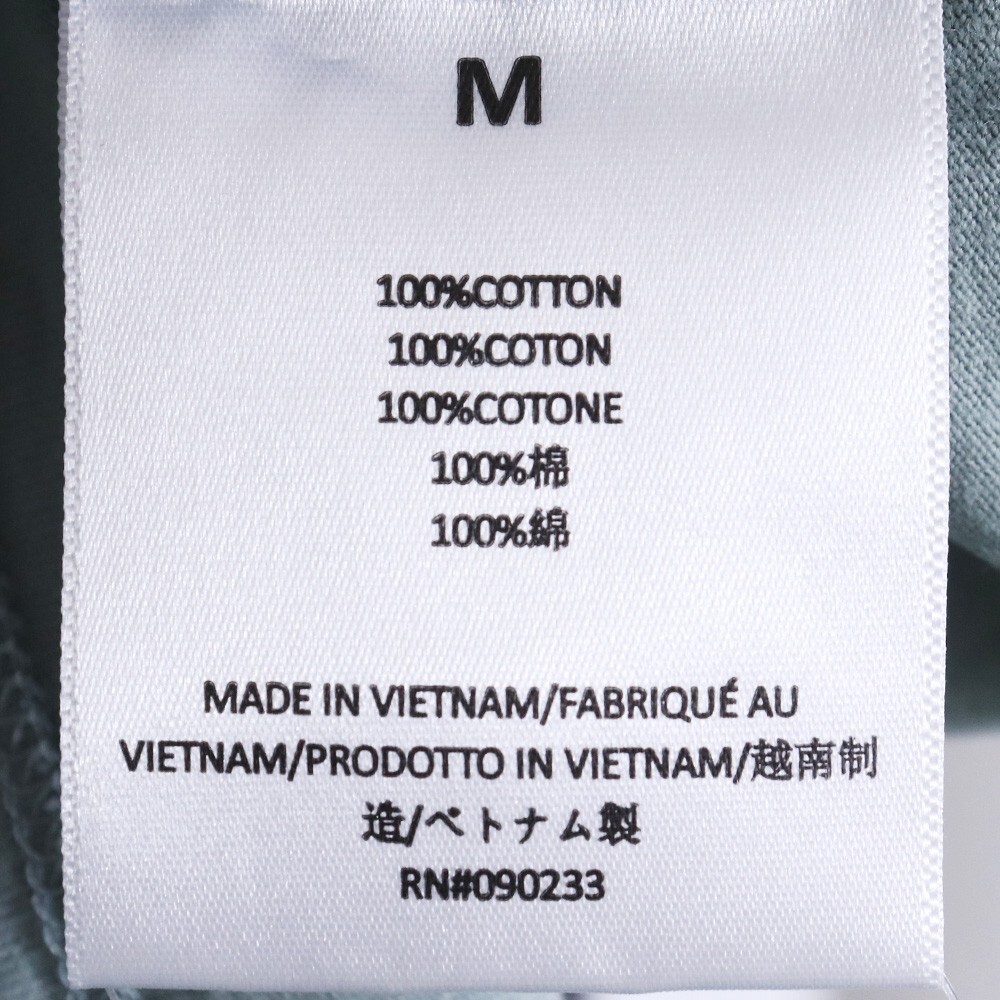 M
100%COTTON
100%COTON
100%COTONE
100%棉
100%綿
MADE IN VIETNAM/FABRIQUÉ AU
VIETNAM/PRODOTTO IN VIETNAM/越南制
造/ベトナム製
RN#090233